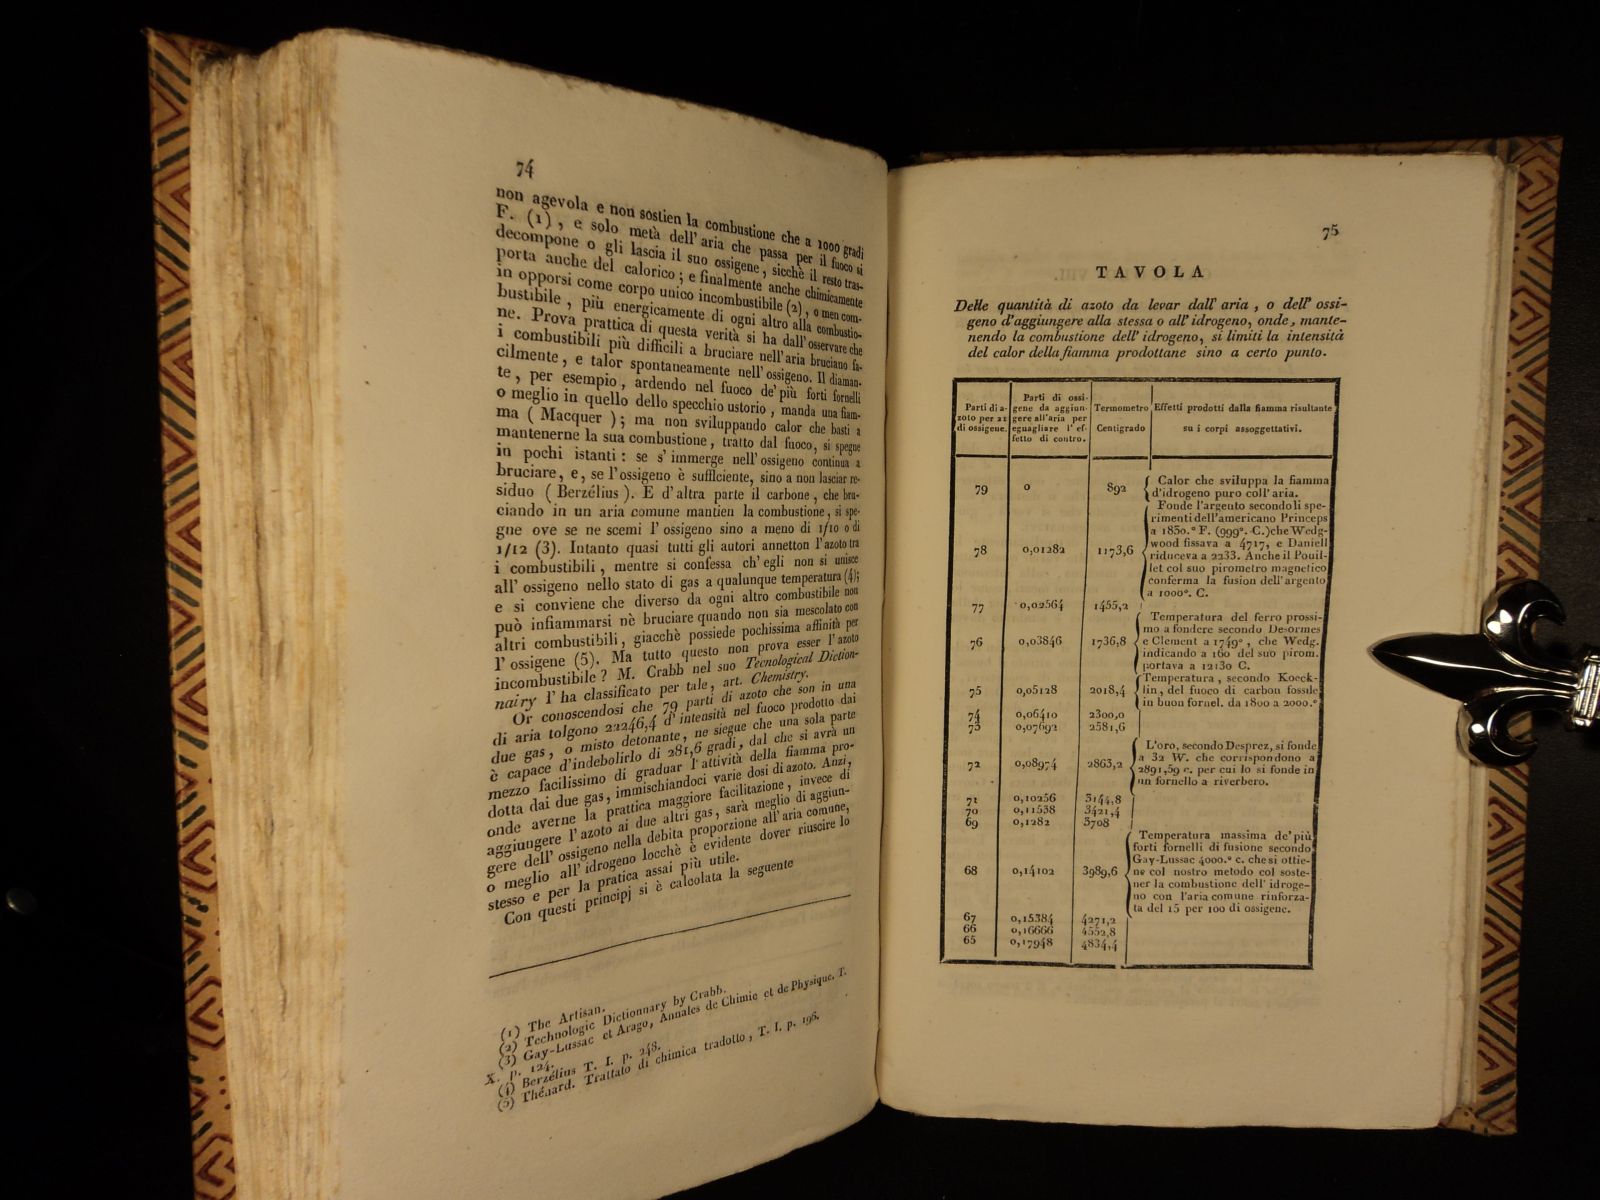 74
non agevola e non sostien la combustione che a 1000 gradi
F. (1), e solo metà dell' aria che passa per il fuoco si
decompone o gli lascia il suo ossigene, sicchè il resto tras-
porta anche del calorico; e finalmente anche chimicamente
in opporsi come corpo unico incombustibile (2), o men com-
bustibile, più energicamente di ogni altro alla combustio-
ne. Prova prattica di questa verità si ha dall' osservare che
i combustibili più difficili a bruciare nell' aria bruciano fa-
cilmente, e talor spontaneamente nell' ossigeno. Il diaman-
te, per esempio, ardendo nel fuoco de' più forti fornelli
o meglio in quello dello specchio ustorio, manda una fiam-
ma (Macquer); ma non sviluppando calor che basti a
mantenerne la sua combustione, tratto dal fuoco, si spegne
in pochi istanti: se s' immerge nell' ossigeno continua a
bruciare, e, se l' ossigeno è sufficiente, sino a non lasciar re-
siduo (Berzélius). E d' altra parte il carbone, che bru-
ciando in un aria comune mantien la combustione, si spe-
gne ove se ne scemi l' ossigeno sino a meno di 1/10 o di
1/12 (3). Intanto quasi tutti gli autori annetton l' azoto tra
i combustibili, mentre si confessa ch' egli non si unisce
all' ossigeno nello stato di gas a qualunque temperatura (4);
e si conviene che diverso da ogni altro combustibile non
può infiammarsi nè bruciare quando non sia mescolato con
altri combustibili, giacchè possiede pochissima affinità per
l' ossigene (5). Ma tutto questo non prova esser l' azoto
incombustibile? M. Crabb nel suo Tecnological Diction-
nairy l' ha classificato per tale, art. Chemistry.
Or conoscendosi che 79 parti di azoto che son in una
di aria tolgono 22246,4 d' intensità nel fuoco prodotto dai
due gas, o misto detonante, ne siegue che una sola parte
è capace d' indebolirlo di 281,6 gradi, dal che si avrà un
mezzo facilissimo di graduar l' attività della fiamma pro-
dotta dai due gas, immischiandoci varie dosi di azoto. Anzi,
onde averne la prattica maggiore facilitazione, invece di
aggiungere l' azoto ai due altri gas, sarà meglio di aggiun-
gere dell' ossigeno nella debita proporzione all' aria comune,
o meglio all' idrogeno locchè è evidente dover riuscire lo
stesso e per la pratica assai più utile.
Con questi principj si è calcolata la seguente
(1) The Artisan.
(2) Technologic Dictionnary by Crabb.
(3) Gay-Lussac et Arago, Annales de Chimie et de Physique. T.
X. p. 124.
(4) Berzélius T. I. p. 248.
(5) Thénard. Trattato di chimica tradotto, T. I. p. 196.
75
TAVOLA
Delle quantità di azoto da levar dall' aria, o dell' ossi-
geno d' aggiungere alla stessa o all' idrogeno, onde, mante-
nendo la combustione dell' idrogeno, si limiti la intensità
del calor della fiamma prodottane sino a certo punto.
Parti di a-
zoto per 21
di ossigene.
Parti di ossi-
gene da aggiun-
gere all'aria per
eguagliare l' ef-
fetto di contro.
Termometro
Centigrado
Effetti prodotti dalla fiamma risultante
su i corpi assoggettativi.
79 0 892 Calor che sviluppa la fiamma
d'idrogeno puro coll' aria.
Fonde l'argento secondo li spe-
rimenti dell'americano Princeps
a 1830.° F. (999°. C.) che Wedg-
78 0,01282 1173,6 wood fissava a 4717, e Daniell
riduceva a 2233. Anche il Pouil-
let col suo pirometro magnetico
conferma la fusion dell'argento
a 1000°. C.
77 0,02564 1455,2
Temperatura del ferro prossi-
mo a fondere secondo Desormes
76 0,03846 1736,8 e Clement a 1749°, che Wedg.
indicando a 160 del suo pirom.
portava a 12130 C.
Temperatura, secondo Koeck-
75 0,05128 2018,4 lin, del fuoco di carbon fossile
in buon fornel. da 1800 a 2000.°
74 0,06410 2300,0
73 0,07692 2581,6
L'oro, secondo Desprez, si fonde
a 32 W. che corrispondono a
72 0,08974 2863,2 2891,59 c. per cui lo si fonde in
un fornello a riverbero.
71 0,10256 3144,8
70 0,11538 3421,4
69 0,1282 3708
Temperatura massima de' più
forti fornelli di fusione secondo
Gay-Lussac 4000.° c. che si ottie-
68 0,14102 3989,6 ne col nostro metodo col soste-
ner la combustione dell' idroge-
no con l'aria comune rinforza-
ta del 15 per 100 di ossigene.
67 0,15384 4271,2
66 0,16666 4552,8
65 0,17948 4834,4